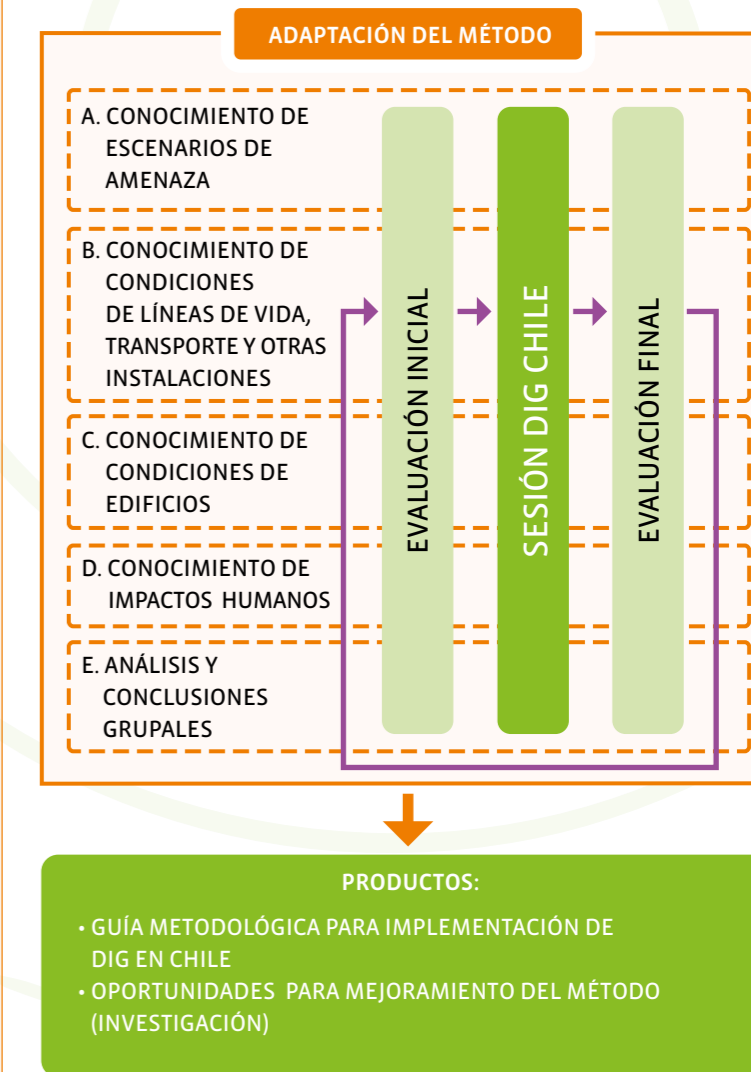 ADAPTACIÓN DEL MÉTODO
A. CONOCIMIENTO DE
ESCENARIOS DE
AMENAZA
B. CONOCIMIENTO DE
CONDICIONES
DE LÍNEAS DE VIDA,
TRANSPORTE Y OTRAS
INSTALACIONES
C. CONOCIMIENTO DE
CONDICIONES DE
EDIFICIOS
D. CONOCIMIENTO DE
IMPACTOS HUMANOS
E. ANÁLISIS Y
CONCLUSIONES
GRUPALES
EVALUACIÓN INICIAL
SESIÓN DIG CHILE
EVALUACIÓN FINAL
PRODUCTOS:
• GUÍA METODOLÓGICA PARA IMPLEMENTACIÓN DE
DIG EN CHILE
• OPORTUNIDADES PARA MEJORAMIENTO DEL MÉTODO
(INVESTIGACIÓN)